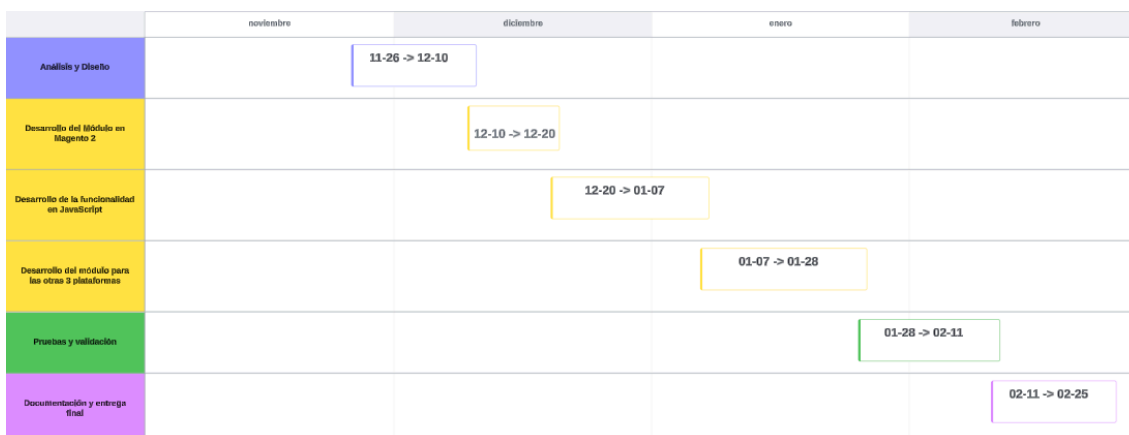 noviembre diciembre enero febrero
Análisis y Diseño
11-26 -> 12-10
Desarrollo del Módulo en
Magento 2
12-10 -> 12-20
Desarrollo de la funcionalidad
en JavaScript
12-20 -> 01-07
Desarrollo del módulo para
las otras 3 plataformas
01-07 -> 01-28
Pruebas y validación
01-28 -> 02-11
Documentación y entrega
final
02-11 -> 02-25